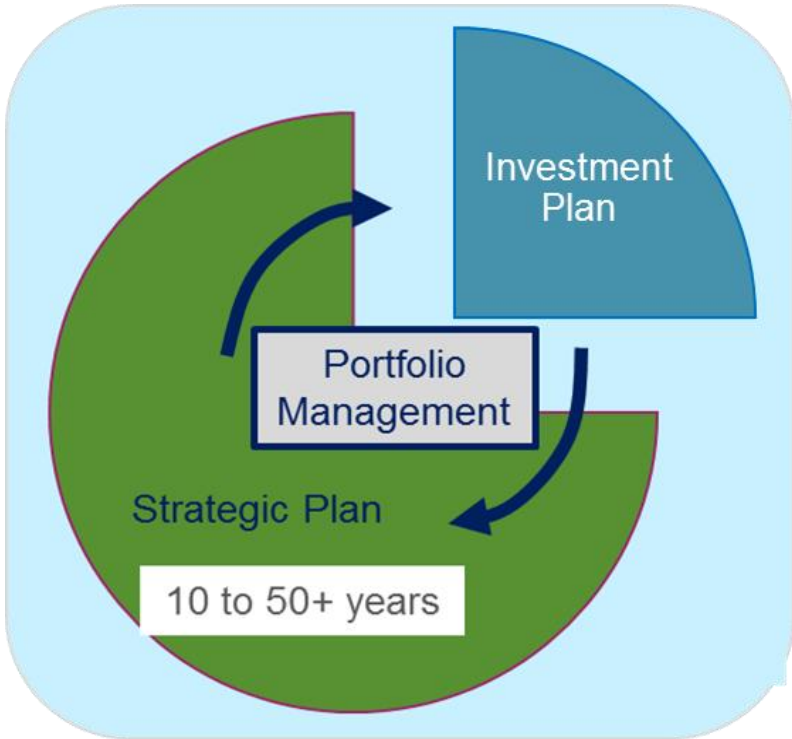 Investment
Plan
Portfolio
Management
Strategic Plan
10 to 50+ years